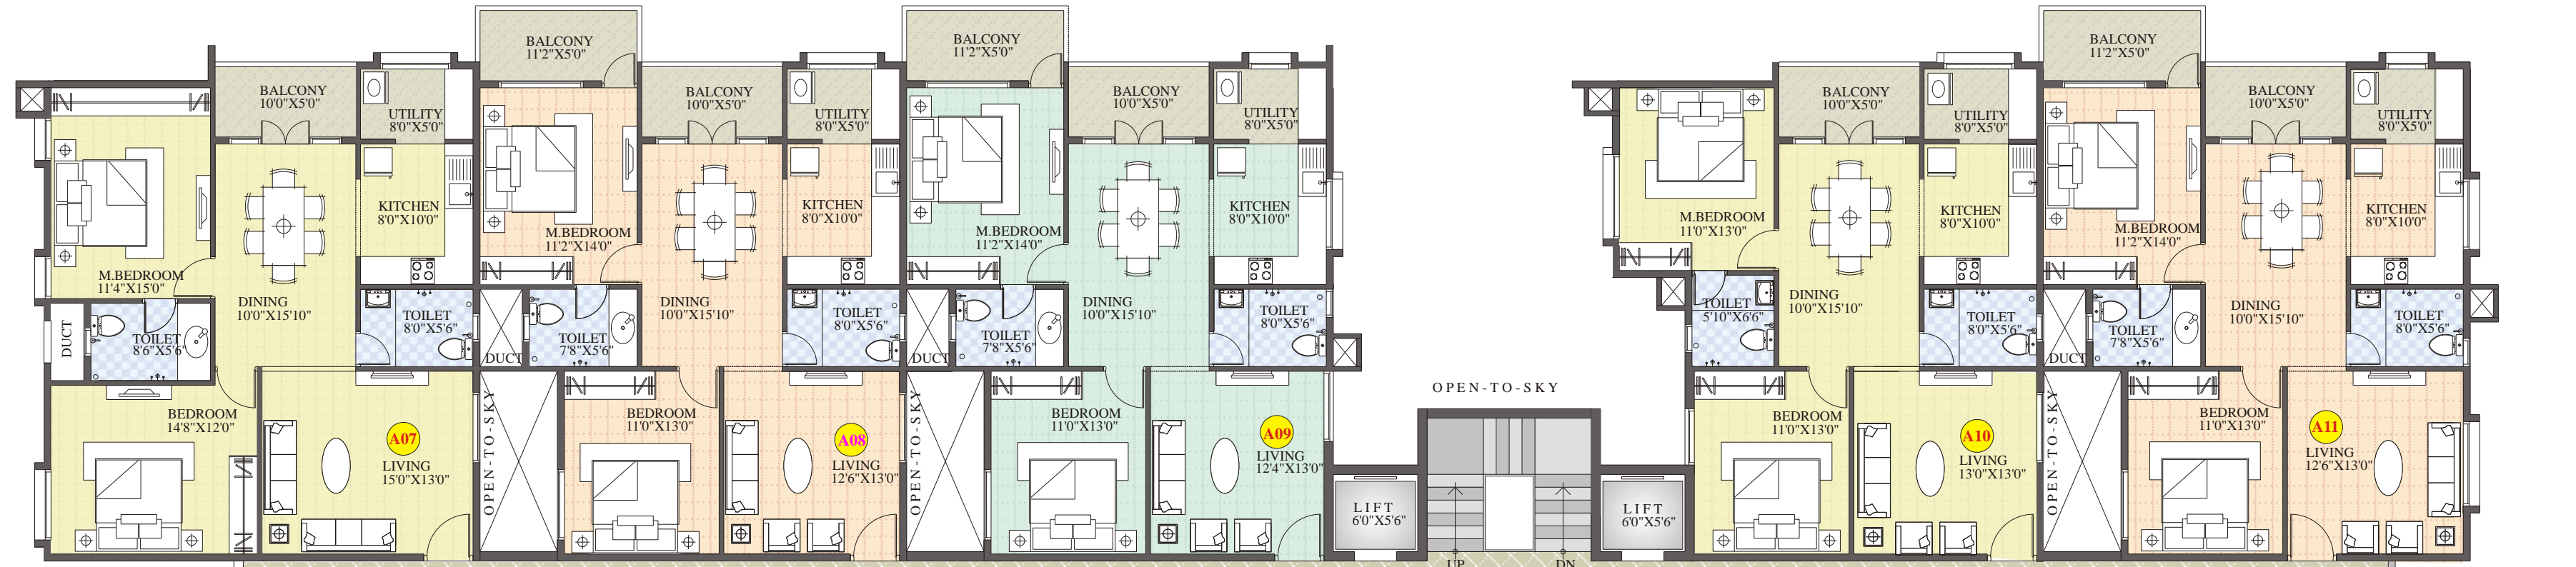 BALCONY
10'0"X5'0"
UTILITY
8'0"X5'0"
M.BEDROOM
11'4"X15'0"
DINING
10'0"X15'10"
KITCHEN
8'0"X10'0"
DUCT
TOILET
8'6"X5'6"
TOILET
8'0"X5'6"
BEDROOM
14'8"X12'0"
A07
LIVING
15'0"X13'0"
OPEN-TO-SKY
BALCONY
11'2"X5'0"
BALCONY
10'0"X5'0"
UTILITY
8'0"X5'0"
M.BEDROOM
11'2"X14'0"
KITCHEN
8'0"X10'0"
DINING
10'0"X15'10"
DUCT
TOILET
7'8"X5'6"
TOILET
8'0"X5'6"
BEDROOM
11'0"X13'0"
A08
LIVING
12'6"X13'0"
OPEN-TO-SKY
BALCONY
11'2"X5'0"
BALCONY
10'0"X5'0"
UTILITY
8'0"X5'0"
M.BEDROOM
11'2"X14'0"
KITCHEN
8'0"X10'0"
DINING
10'0"X15'10"
DUCT
TOILET
7'8"X5'6"
TOILET
8'0"X5'6"
BEDROOM
11'0"X13'0"
A09
LIVING
12'4"X13'0"
OPEN-TO-SKY
LIFT
6'0"X5'6"
UP
DN
LIFT
6'0"X5'6"
BALCONY
10'0"X5'0"
UTILITY
8'0"X5'0"
M.BEDROOM
11'0"X13'0"
KITCHEN
8'0"X10'0"
DINING
10'0"X15'10"
TOILET
5'10"X6'6"
TOILET
8'0"X5'6"
BEDROOM
11'0"X13'0"
A10
LIVING
13'0"X13'0"
OPEN-TO-SKY
BALCONY
11'2"X5'0"
BALCONY
10'0"X5'0"
UTILITY
8'0"X5'0"
M.BEDROOM
11'2"X14'0"
KITCHEN
8'0"X10'0"
DINING
10'0"X15'10"
DUCT
TOILET
7'8"X5'6"
TOILET
8'0"X5'6"
BEDROOM
11'0"X13'0"
A11
LIVING
12'6"X13'0"